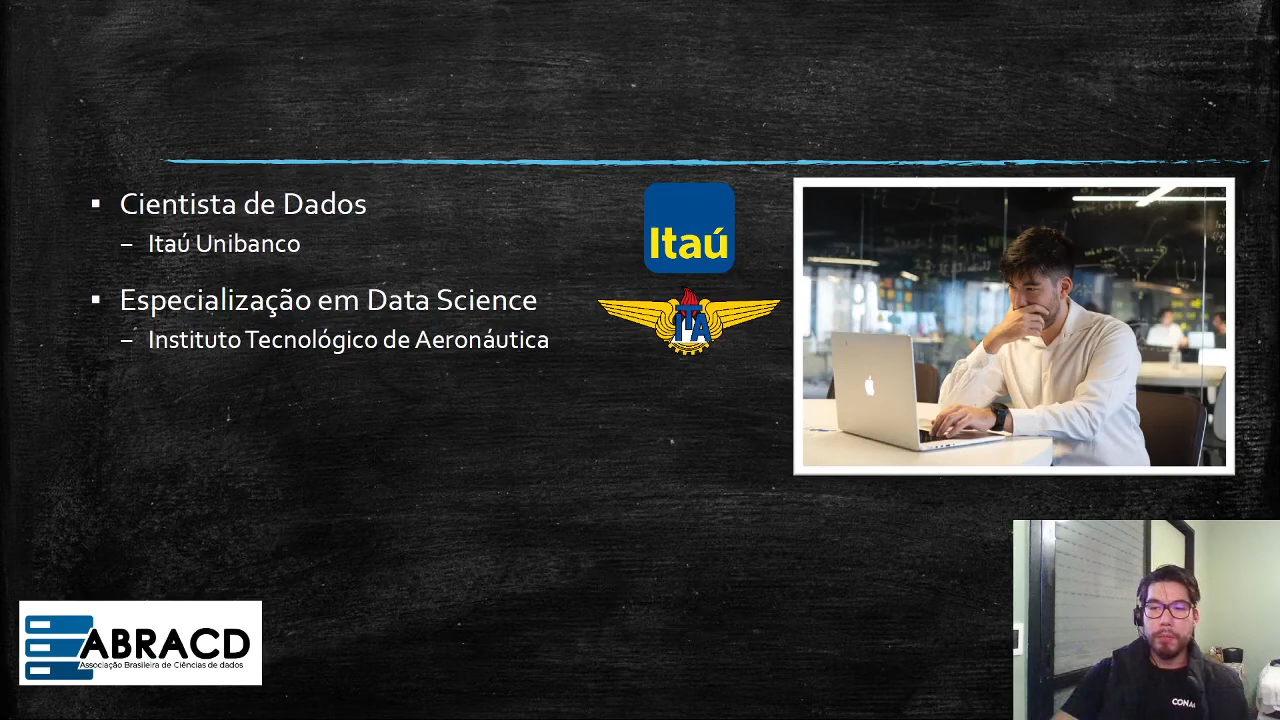 Cientista de Dados
– Itaú Unibanco
Especialização em Data Science
– Instituto Tecnológico de Aeronáutica
Itaú
ITA
ABRACD
Associação Brasileira de Ciências de dados